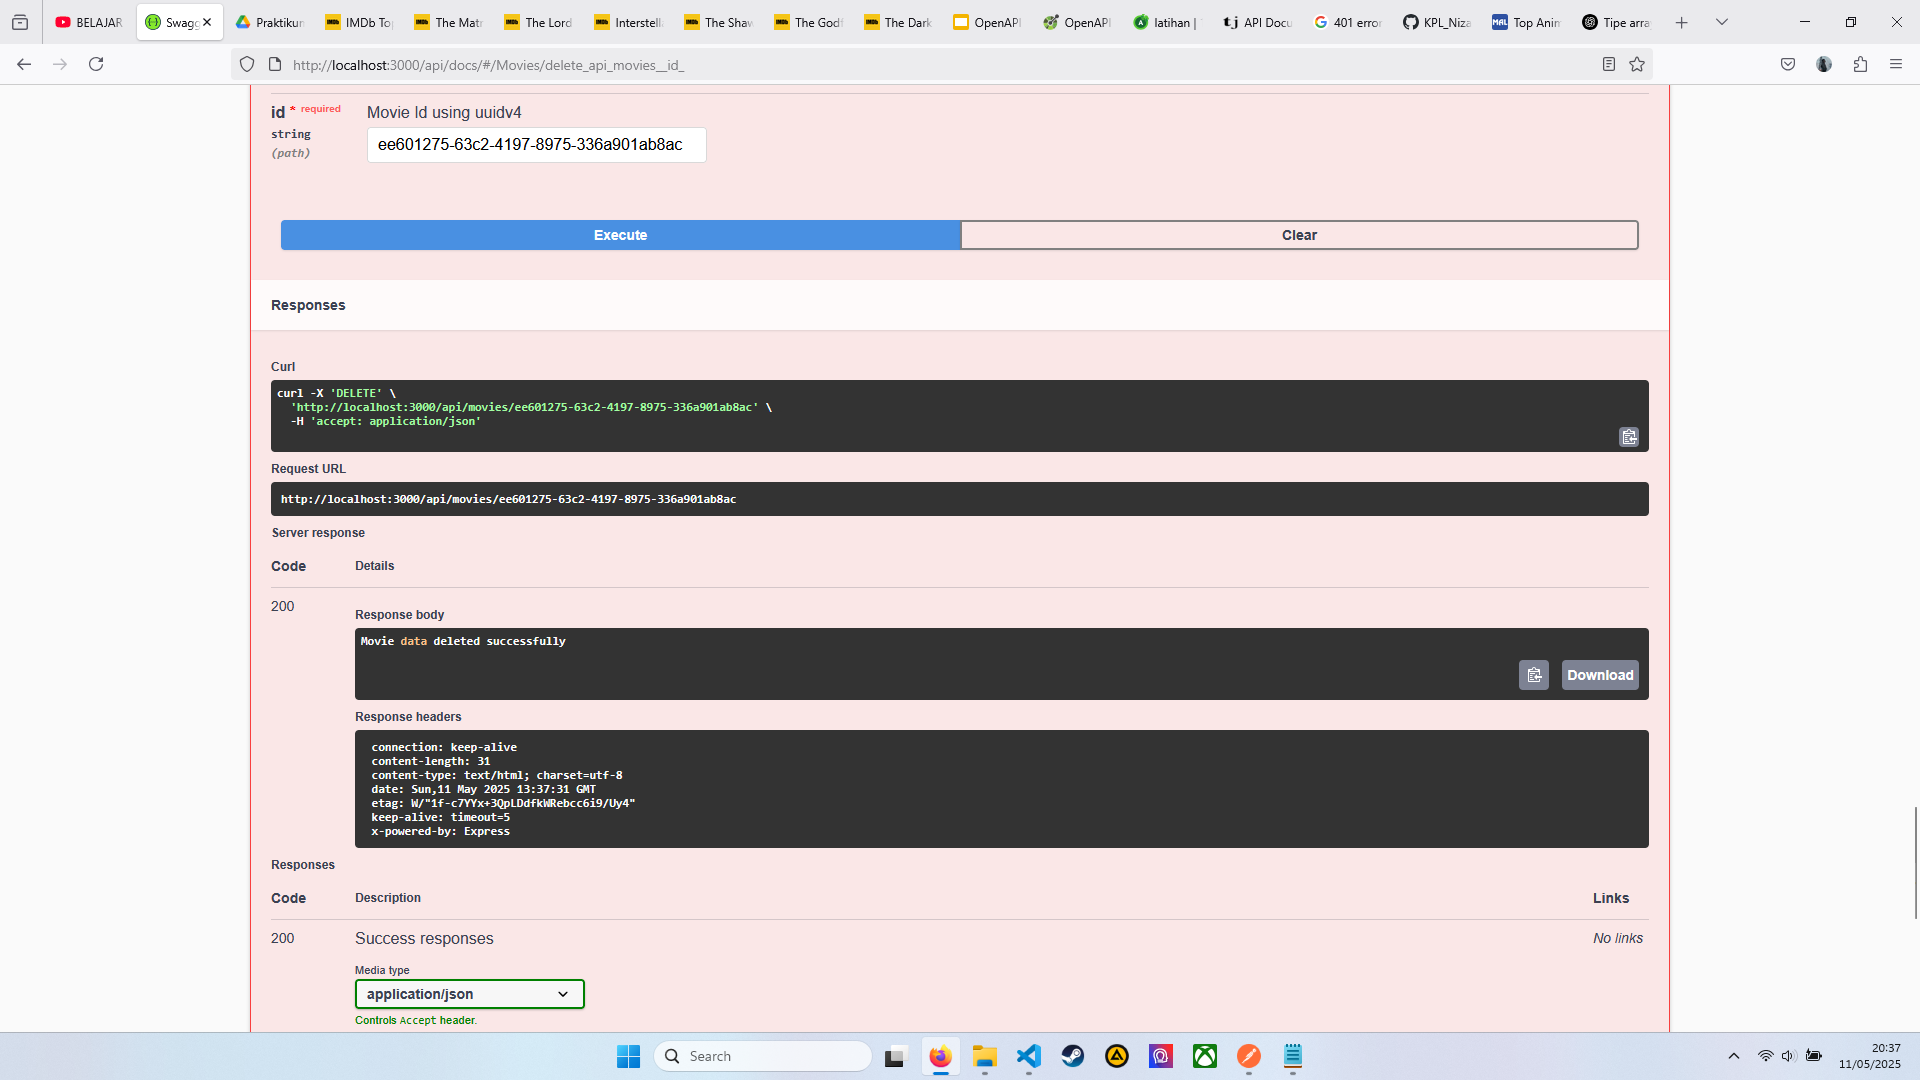 BELAJAR
Swagg
Praktikun
IMDb To
The Matr
The Lord
Interstell
The Shaw
The Godf
The Dark
OpenAPI
OpenAPI
latihan |
API Docu
401 error
KPL_Niza
Top Anim
Tipe arra
http://localhost:3000/api/docs/#/Movies/delete_api_movies__id_
id * required
Movie Id using uuidv4
string
(path)
ee601275-63c2-4197-8975-336a901ab8ac
Execute
Clear
Responses
Curl
curl -X 'DELETE' \
'http://localhost:3000/api/movies/ee601275-63c2-4197-8975-336a901ab8ac' \
-H 'accept: application/json'
Request URL
http://localhost:3000/api/movies/ee601275-63c2-4197-8975-336a901ab8ac
Server response
Code Details
200
Response body
Movie data deleted successfully
Download
Response headers
connection: keep-alive
content-length: 31
content-type: text/html; charset=utf-8
date: Sun,11 May 2025 13:37:31 GMT
etag: W/"1f-c7YYx+3QpLDdfkWRebcc6i9/Uy4"
keep-alive: timeout=5
x-powered-by: Express
Responses
Code Description Links
200 Success responses No links
Media type
application/json
Controls Accept header.
Search
20:37
11/05/2025